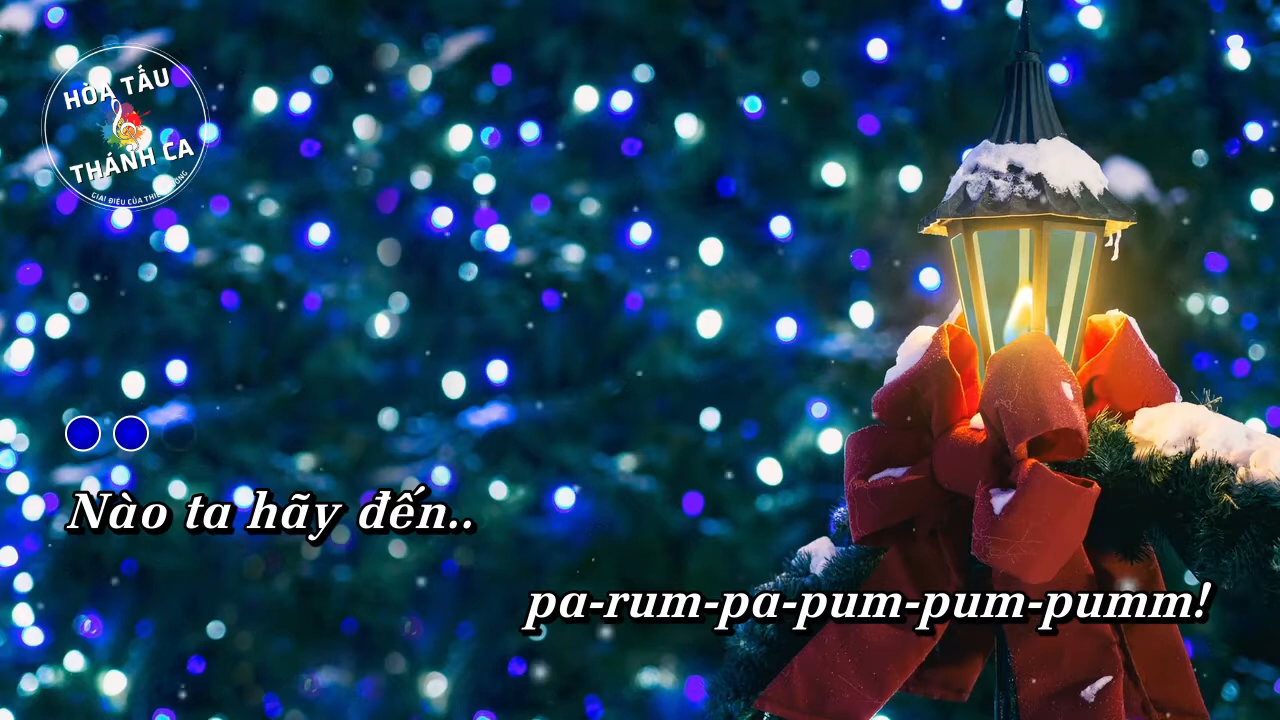 HÒA TẤU
THÁNH CA
Nào ta hãy đến..
pa-rum-pa-pum-pum-pumm!